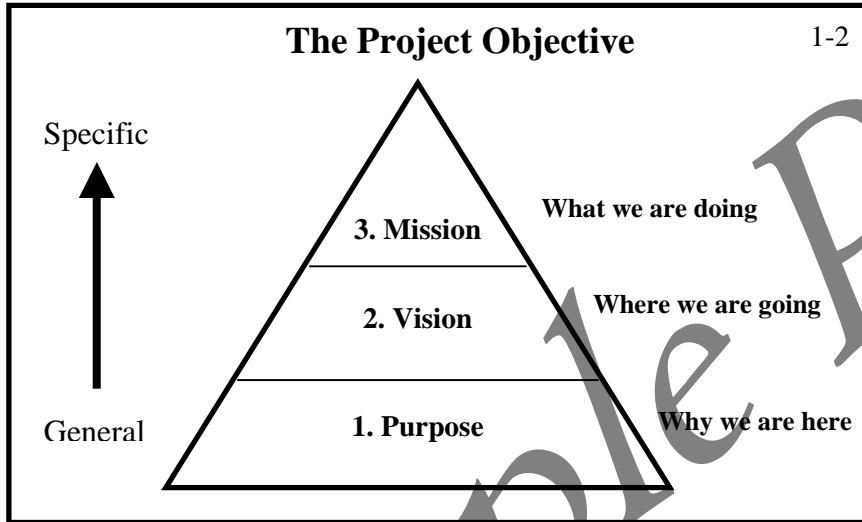 The Project Objective
1-2
Specific
What we are doing
3. Mission
Where we are going
2. Vision
General
1. Purpose
Why we are here
ple P